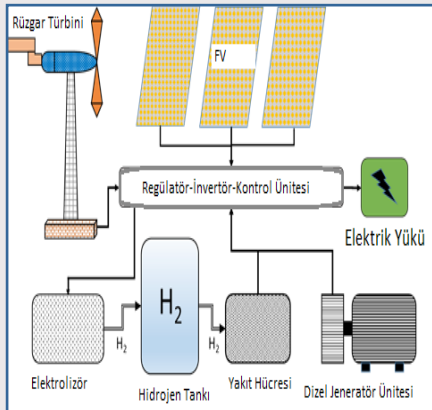 Rüzgar Türbini
FV
Regülatör-İnvertör-Kontrol Ünitesi
Elektrik Yükü
H2
H2
H2
Elektrolizör
Hidrojen Tankı
Yakıt Hücresi
Dizel Jeneratör Ünitesi